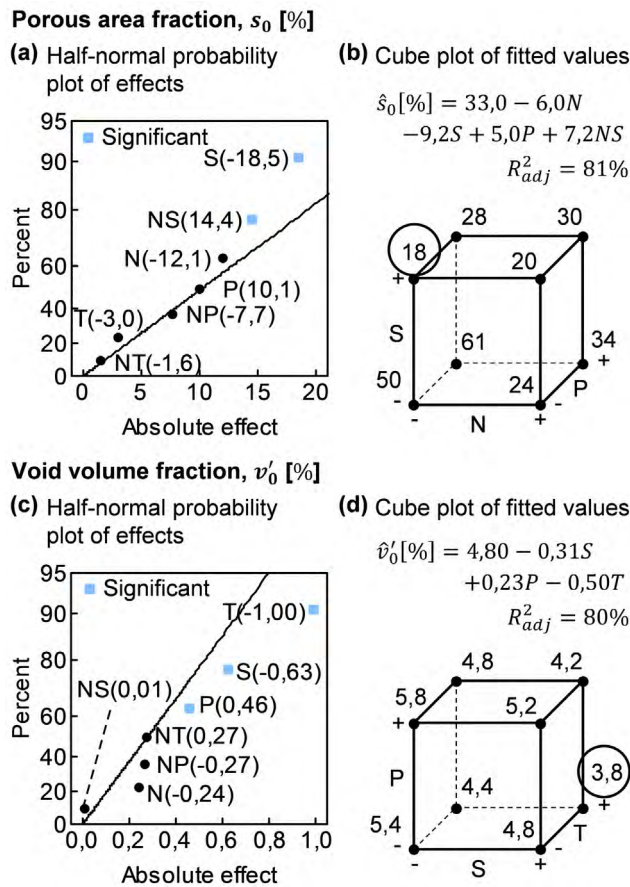 Porous area fraction, s₀ [%]
(a) Half-normal probability
plot of effects
95
90
80
60
40
20
0
Percent
Significant
S(-18,5)
NS(14,4)
N(-12,1)
P(10,1)
NP(-7,7)
T(-3,0)
NT(-1,6)
0 5 10 15 20
Absolute effect
(b) Cube plot of fitted values
ŝ₀[%] = 33,0 − 6,0N
−9,2S + 5,0P + 7,2NS
R²adj = 81%
28 30
18 20
+
S
61 34
50 24 +
- - P
- N +
Void volume fraction, v′₀ [%]
(c) Half-normal probability
plot of effects
95
90
80
60
40
20
0
Percent
Significant
T(-1,00)
S(-0,63)
NS(0,01)
P(0,46)
NT(0,27)
NP(-0,27)
N(-0,24)
0,0 0,2 0,4 0,6 0,8 1,0
Absolute effect
(d) Cube plot of fitted values
v̂′₀[%] = 4,80 − 0,31S
+0,23P − 0,50T
R²adj = 80%
4,8 4,2
5,8 5,2
+
P
4,4 3,8
5,4 4,8 +
- - T
- S +